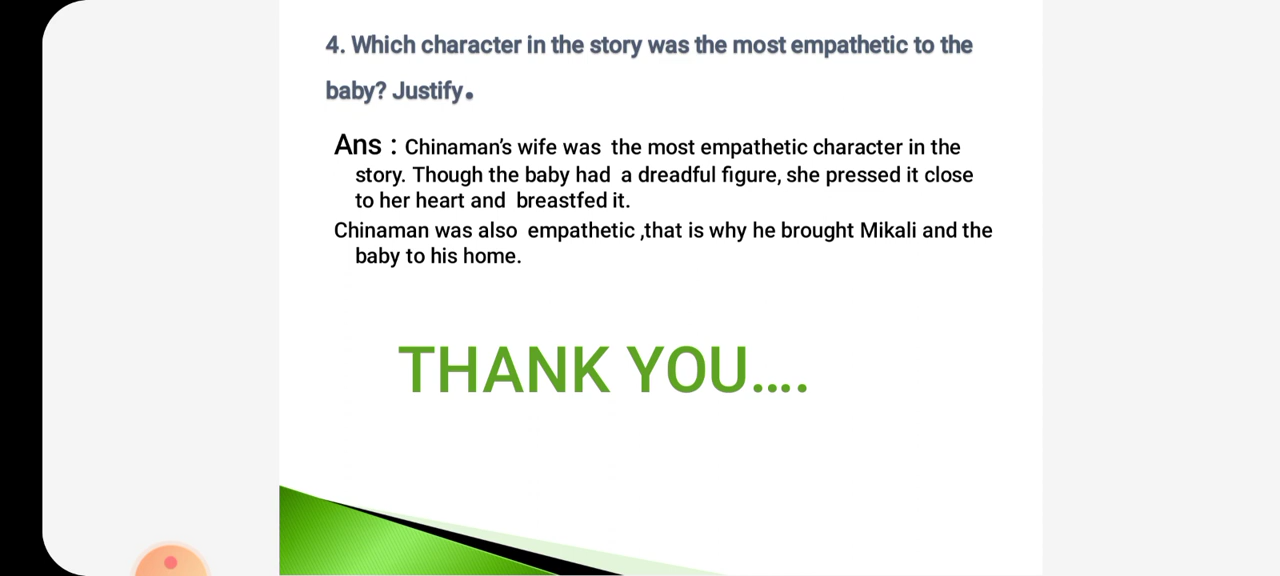 4. Which character in the story was the most empathetic to the
baby? Justify.
Ans : Chinaman's wife was the most empathetic character in the
story. Though the baby had a dreadful figure, she pressed it close
to her heart and breastfed it.
Chinaman was also empathetic ,that is why he brought Mikali and the
baby to his home.
THANK YOU....